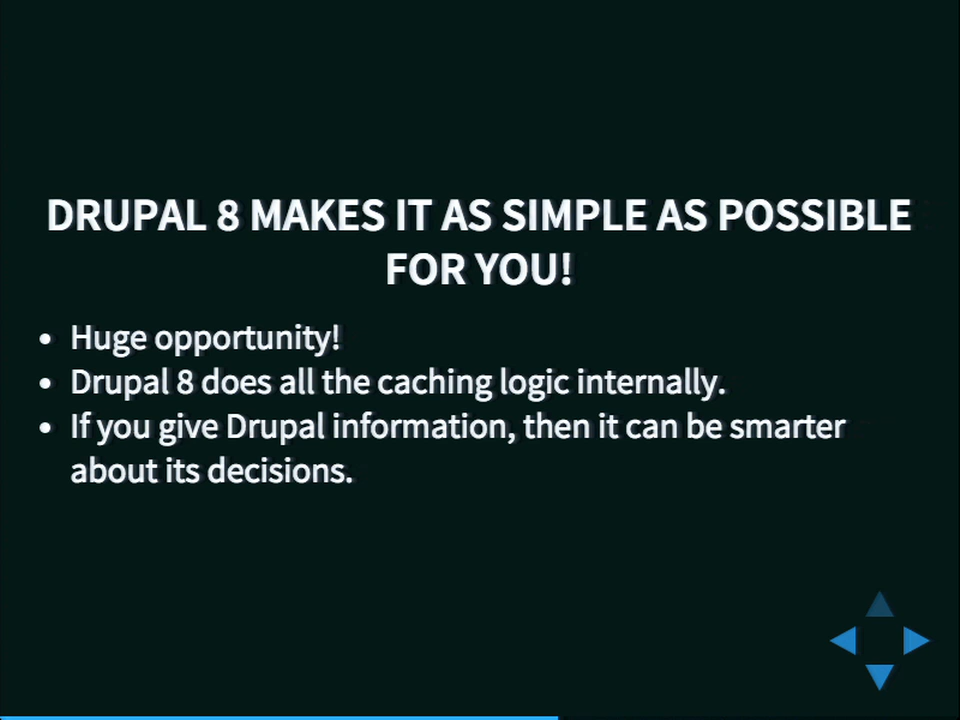 DRUPAL 8 MAKES IT AS SIMPLE AS POSSIBLE
FOR YOU!
• Huge opportunity!
• Drupal 8 does all the caching logic internally.
• If you give Drupal information, then it can be smarter
about its decisions.